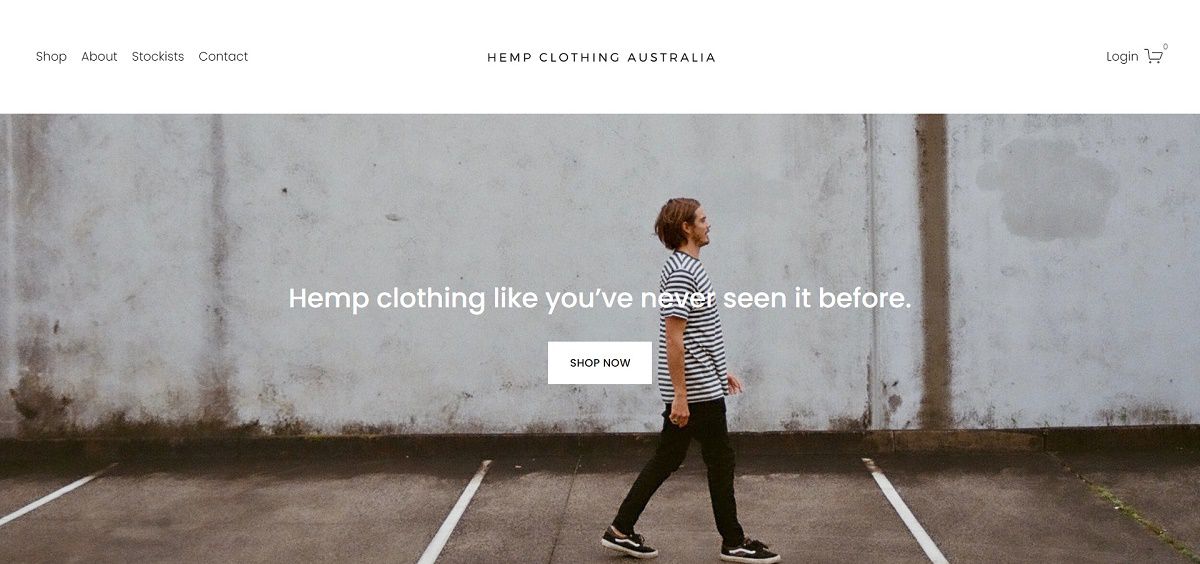 Shop About Stockists Contact
HEMP CLOTHING AUSTRALIA
Login 0
Hemp clothing like you’ve never seen it before.
SHOP NOW